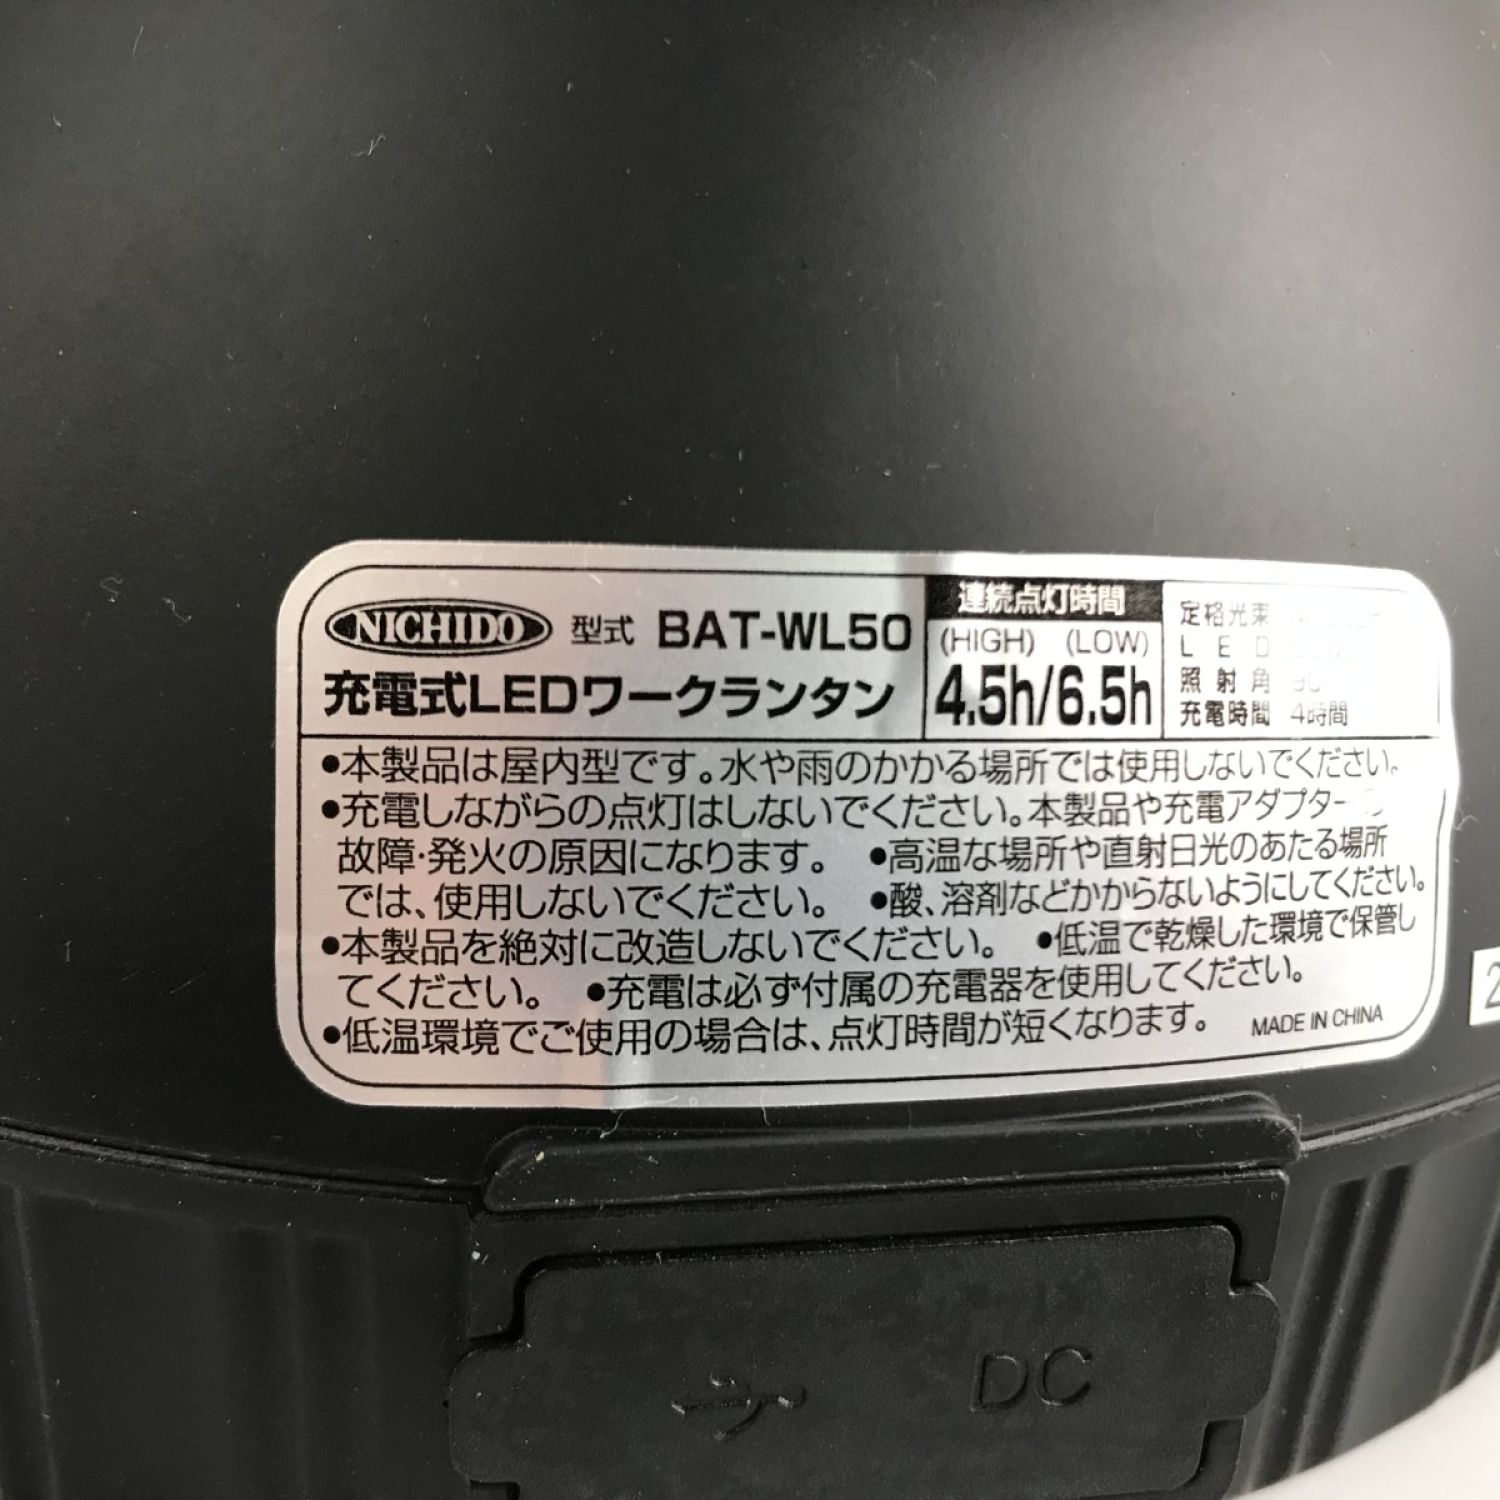 NICHIDO 型式 BAT-WL50
充電式LEDワークランタン
連続点灯時間
(HIGH) (LOW)
4.5h/6.5h
定格光束
LED
照射角
充電時間 4時間
●本製品は屋内型です。水や雨のかかる場所では使用しないでください。
●充電しながらの点灯はしないでください。本製品や充電アダプターの
故障・発火の原因になります。 ●高温な場所や直射日光のあたる場所
では、使用しないでください。 ●酸、溶剤などかからないようにしてください。
●本製品を絶対に改造しないでください。 ●低温で乾燥した環境で保管し
てください。 ●充電は必ず付属の充電器を使用してください。
●低温環境でご使用の場合は、点灯時間が短くなります。 MADE IN CHINA
2
DC